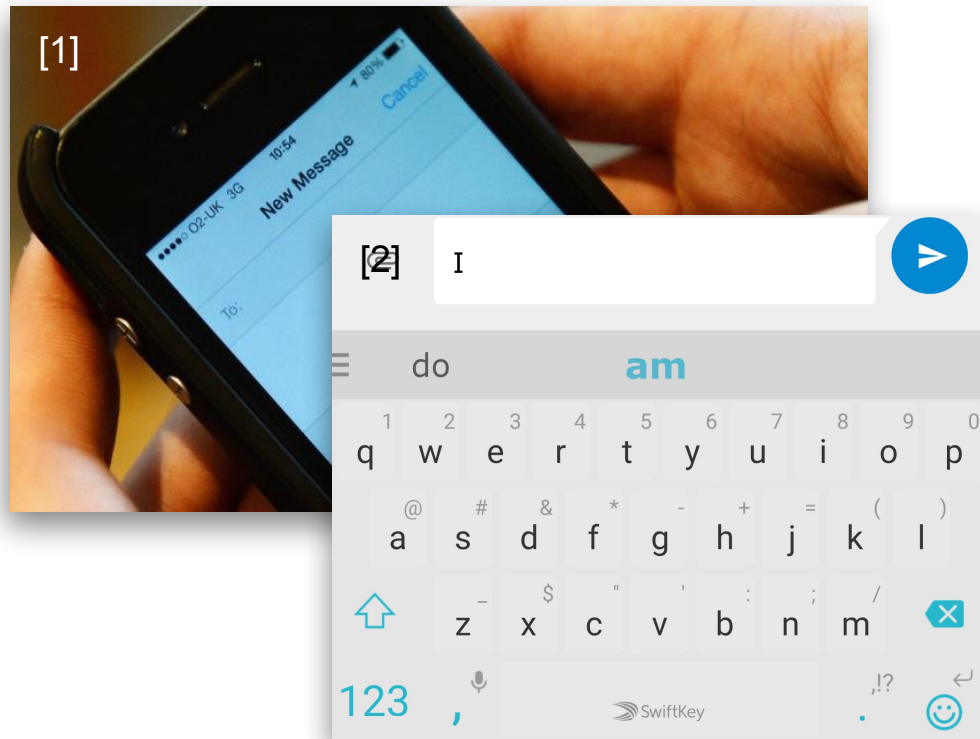 [1]
80%
Cancel
10:54
New Message
O2-UK 3G
To:
[2]
I
do am
1 2 3 4 5 6 7 8 9 0
q w e r t y u i o p
@ # & * - + = ( )
a s d f g h j k l
_ $ " ' : ; /
z x c v b n m
,!?
123 , SwiftKey .